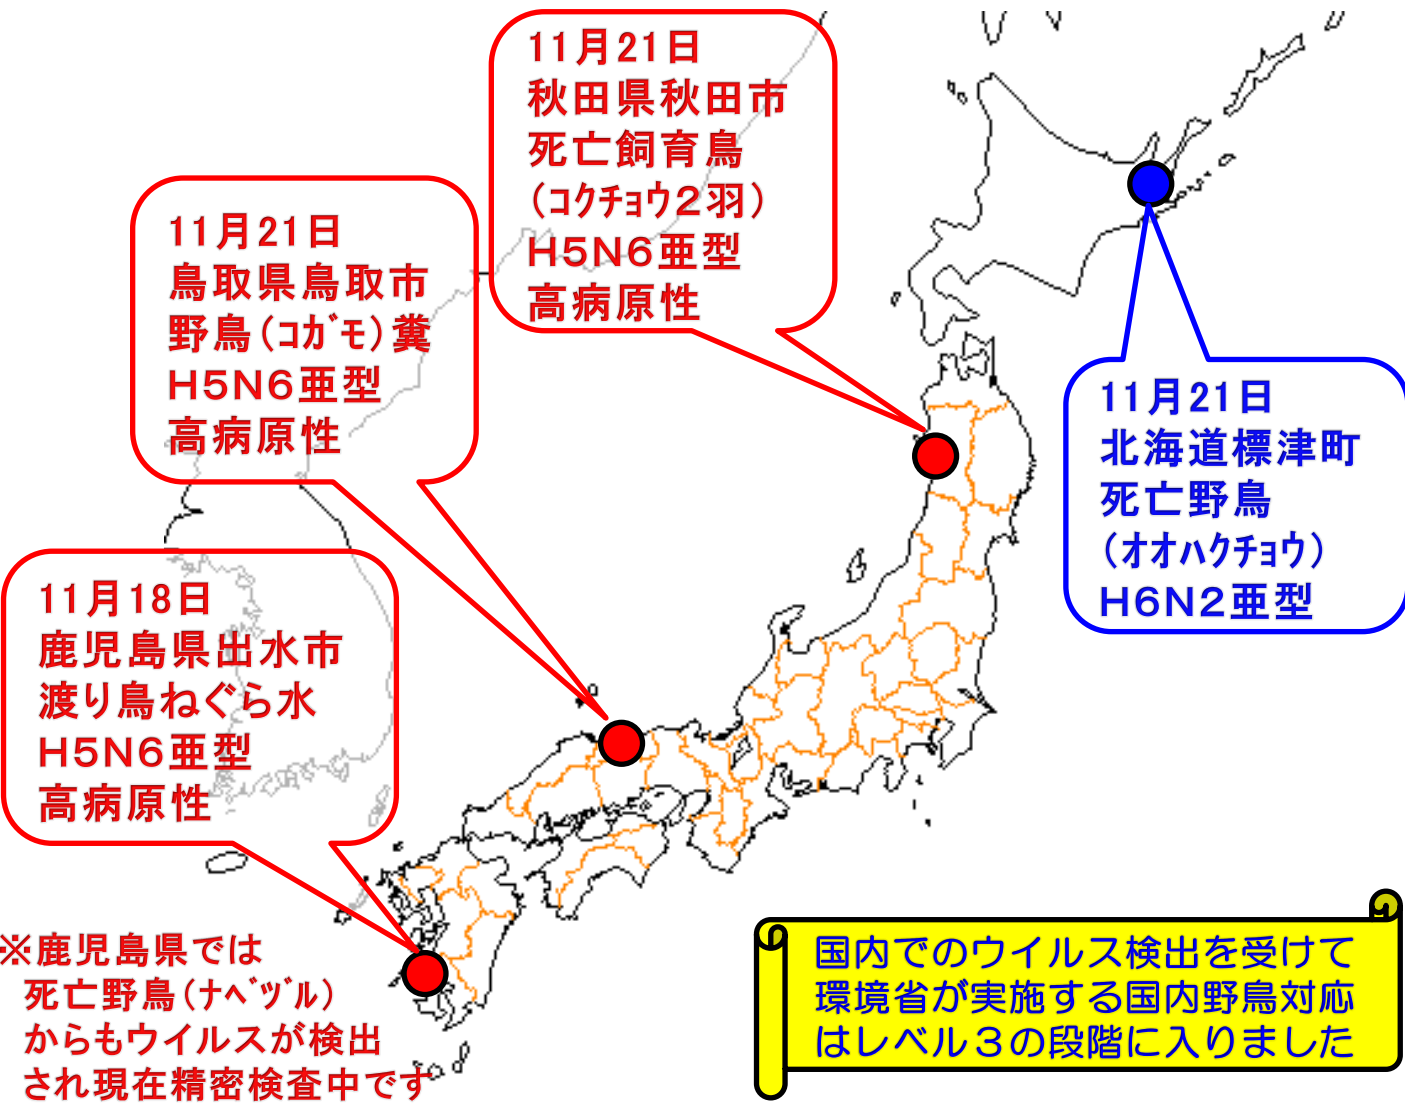 11月21日
秋田県秋田市
死亡飼育鳥
(ｺｸﾁｮｳ２羽)
H5N6亜型
高病原性
11月21日
鳥取県鳥取市
野鳥(ｺｶﾞﾓ)糞
H5N6亜型
高病原性
11月21日
北海道標津町
死亡野鳥
(ｵｵﾊｸﾁｮｳ)
H6N2亜型
11月18日
鹿児島県出水市
渡り鳥ねぐら水
H5N6亜型
高病原性
※鹿児島県では
死亡野鳥(ﾅﾍﾞﾂﾞﾙ)
からもウイルスが検出
され現在精密検査中です
国内でのウイルス検出を受けて
環境省が実施する国内野鳥対応
はレベル３の段階に入りました